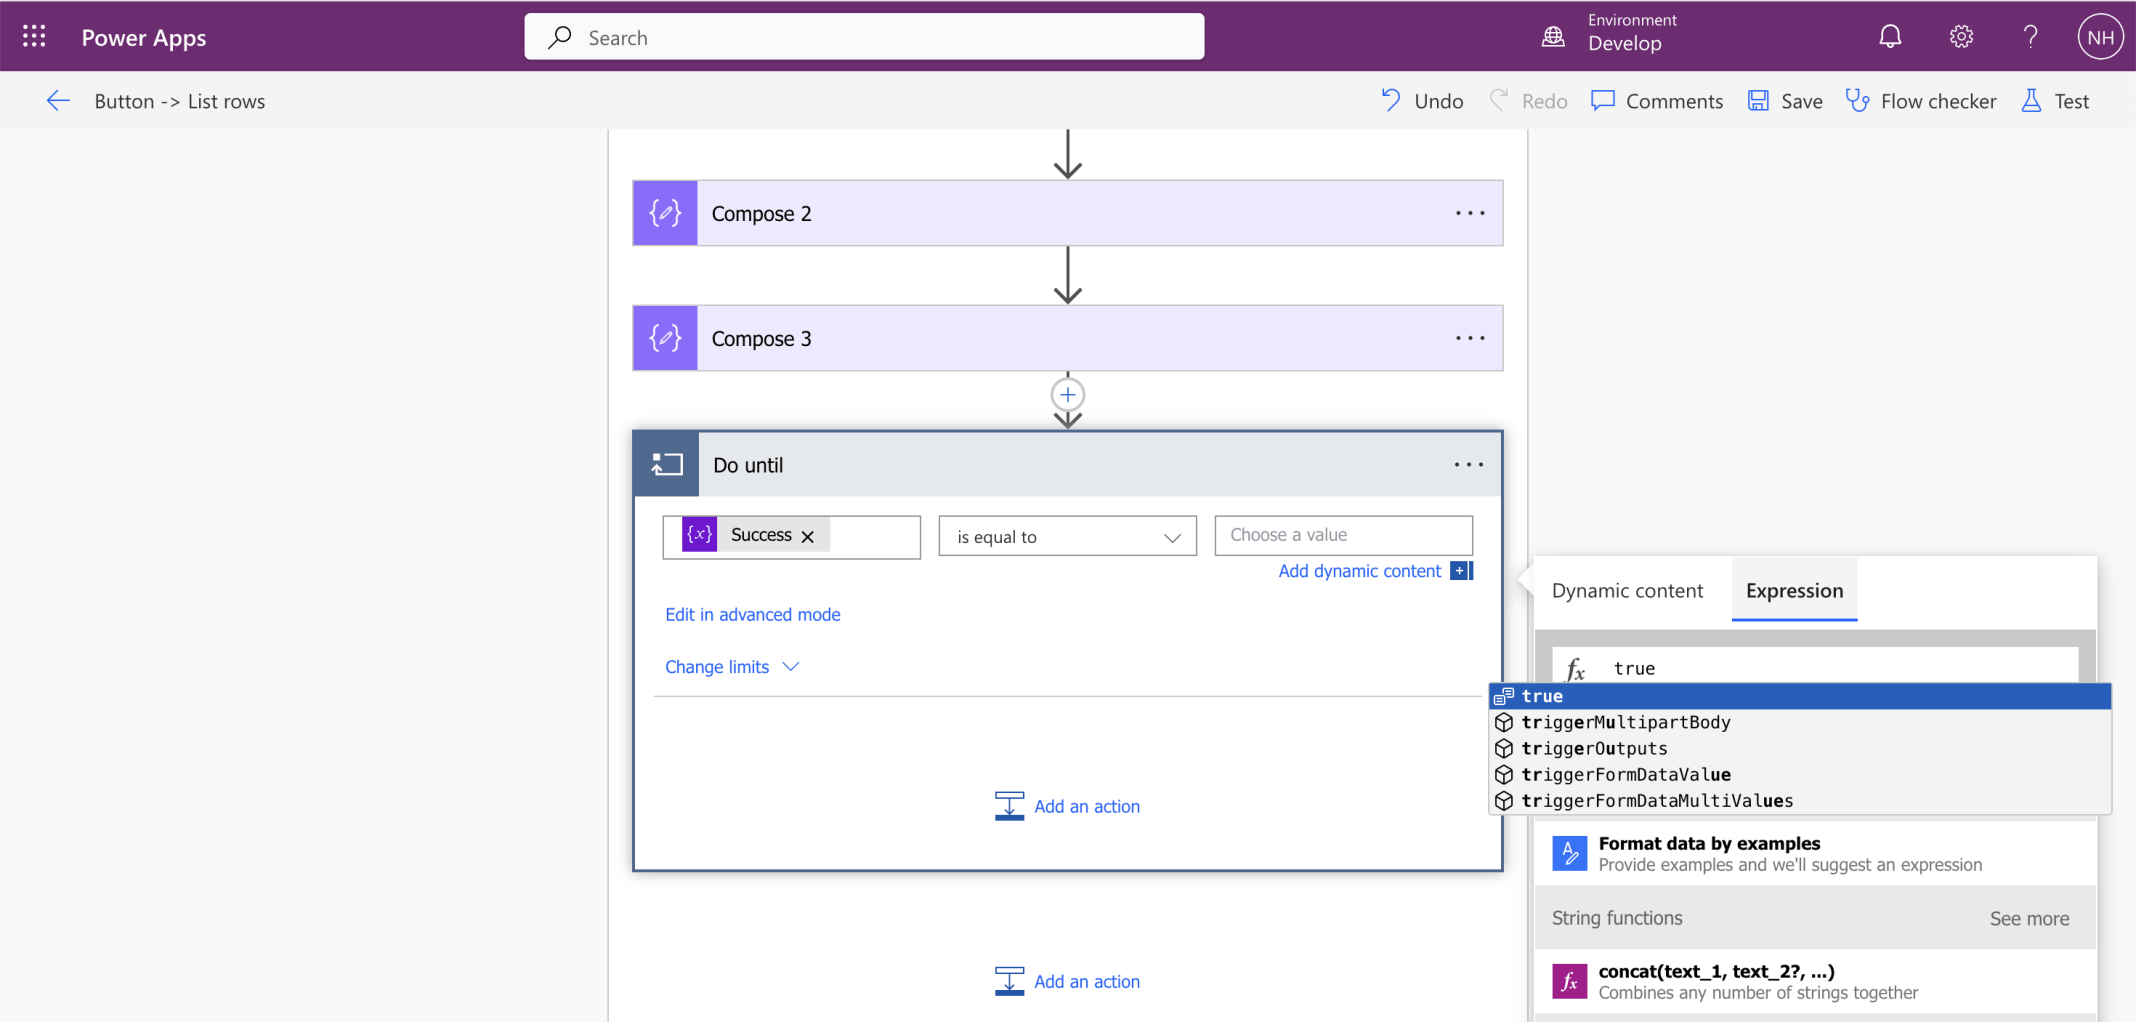 Power Apps
Search
Environment
Develop
NH
Button -> List rows
Undo
Redo
Comments
Save
Flow checker
Test
Compose 2
Compose 3
Do until
{x} Success
is equal to
Choose a value
Add dynamic content
Edit in advanced mode
Change limits
Add an action
Add an action
Dynamic content
Expression
fx true
true
triggerMultipartBody
triggerOutputs
triggerFormDataValue
triggerFormDataMultiValues
Format data by examples
Provide examples and we'll suggest an expression
String functions
See more
fx
concat(text_1, text_2?, ...)
Combines any number of strings together